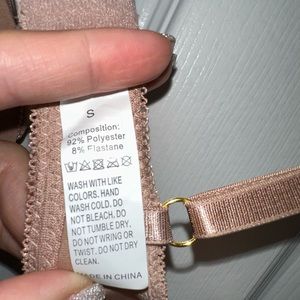 S
Composition:
92% Polyester
8% Elastane
WASH WITH LIKE
COLORS. HAND
WASH COLD. DO
NOT BLEACH. DO
NOT TUMBLE DRY.
DO NOT WRING OR
TWIST. DO NOT DRY
CLEAN.
MADE IN CHINA